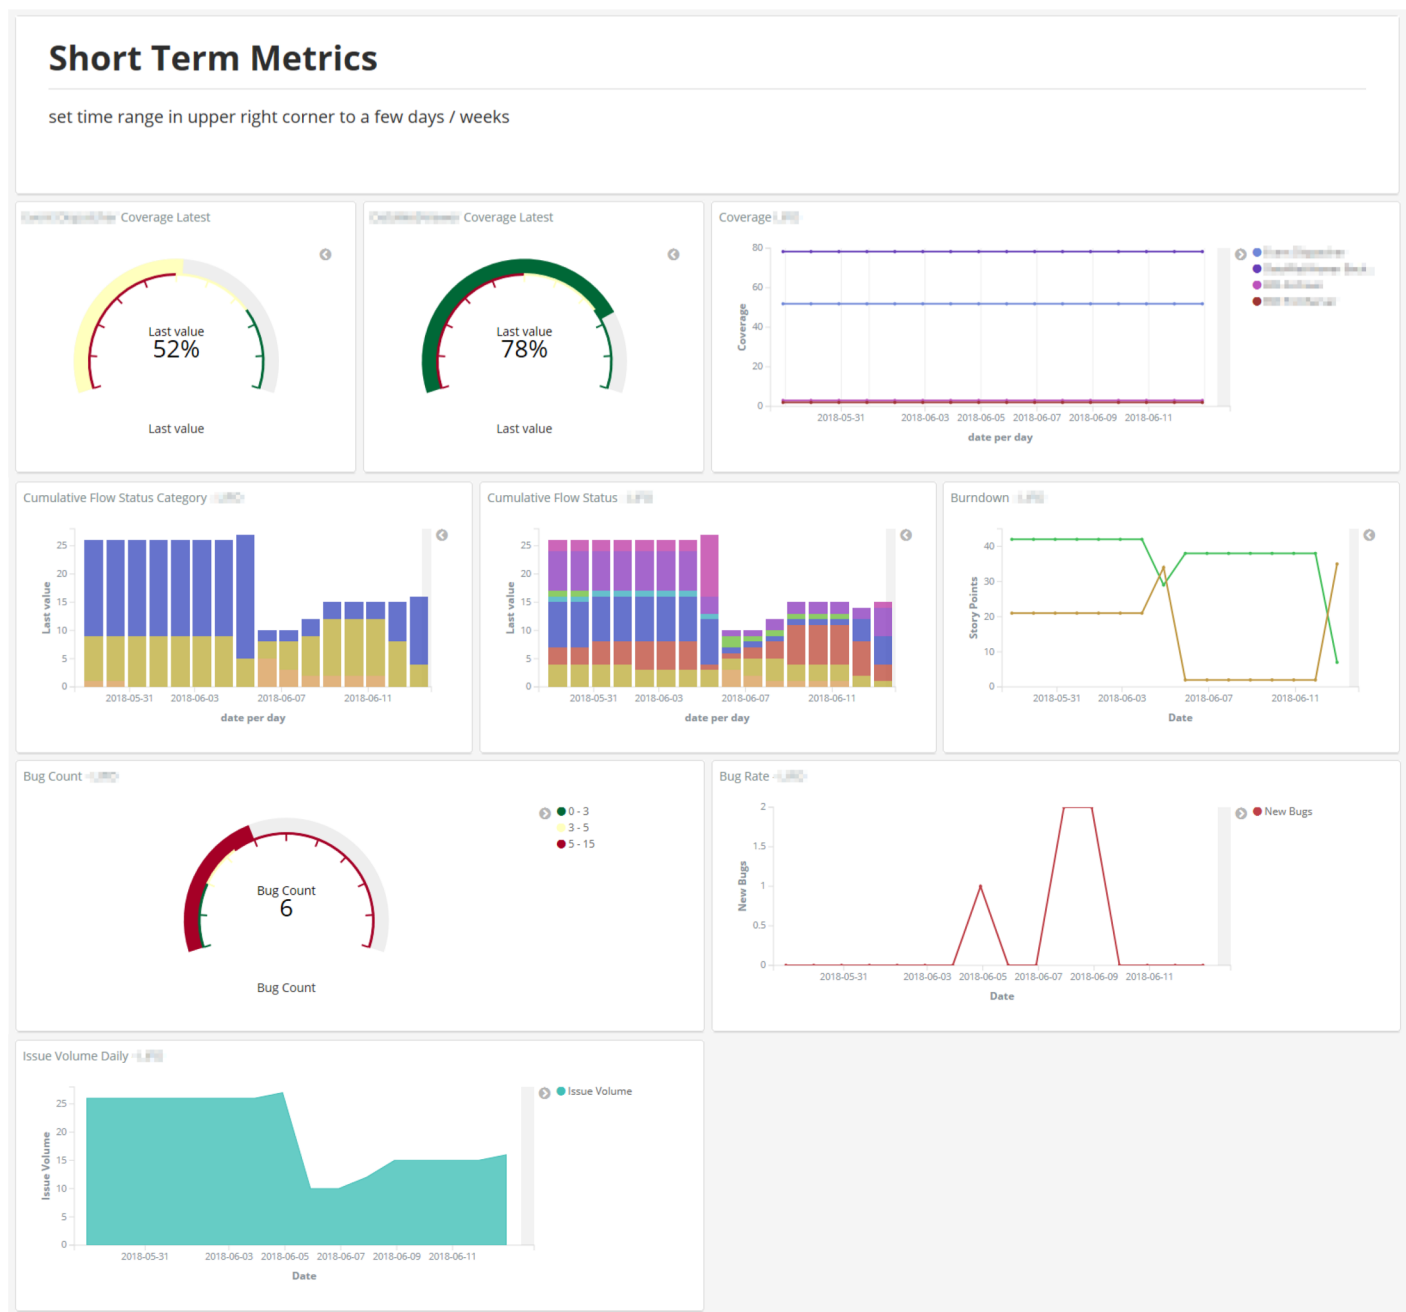 Short Term Metrics
set time range in upper right corner to a few days / weeks
Coverage Latest
Last value
52%
Last value
Coverage Latest
Last value
78%
Last value
Coverage
80
60
40
20
0
Coverage
2018-05-31 2018-06-03 2018-06-05 2018-06-07 2018-06-09 2018-06-11
date per day
Cumulative Flow Status Category
25
20
15
10
5
0
Last value
2018-05-31 2018-06-03 2018-06-07 2018-06-11
date per day
Cumulative Flow Status
25
20
15
10
5
0
Last value
2018-05-31 2018-06-03 2018-06-07 2018-06-11
date per day
Burndown
40
30
20
10
0
Story Points
2018-05-31 2018-06-03 2018-06-07 2018-06-11
Date
Bug Count
Bug Count
6
Bug Count
0 - 3
3 - 5
5 - 15
Bug Rate
2
1.5
1
0.5
0
New Bugs
2018-05-31 2018-06-03 2018-06-05 2018-06-07 2018-06-09 2018-06-11
Date
New Bugs
Issue Volume Daily
25
20
15
10
5
0
Issue Volume
2018-05-31 2018-06-03 2018-06-05 2018-06-07 2018-06-09 2018-06-11
Date
Issue Volume